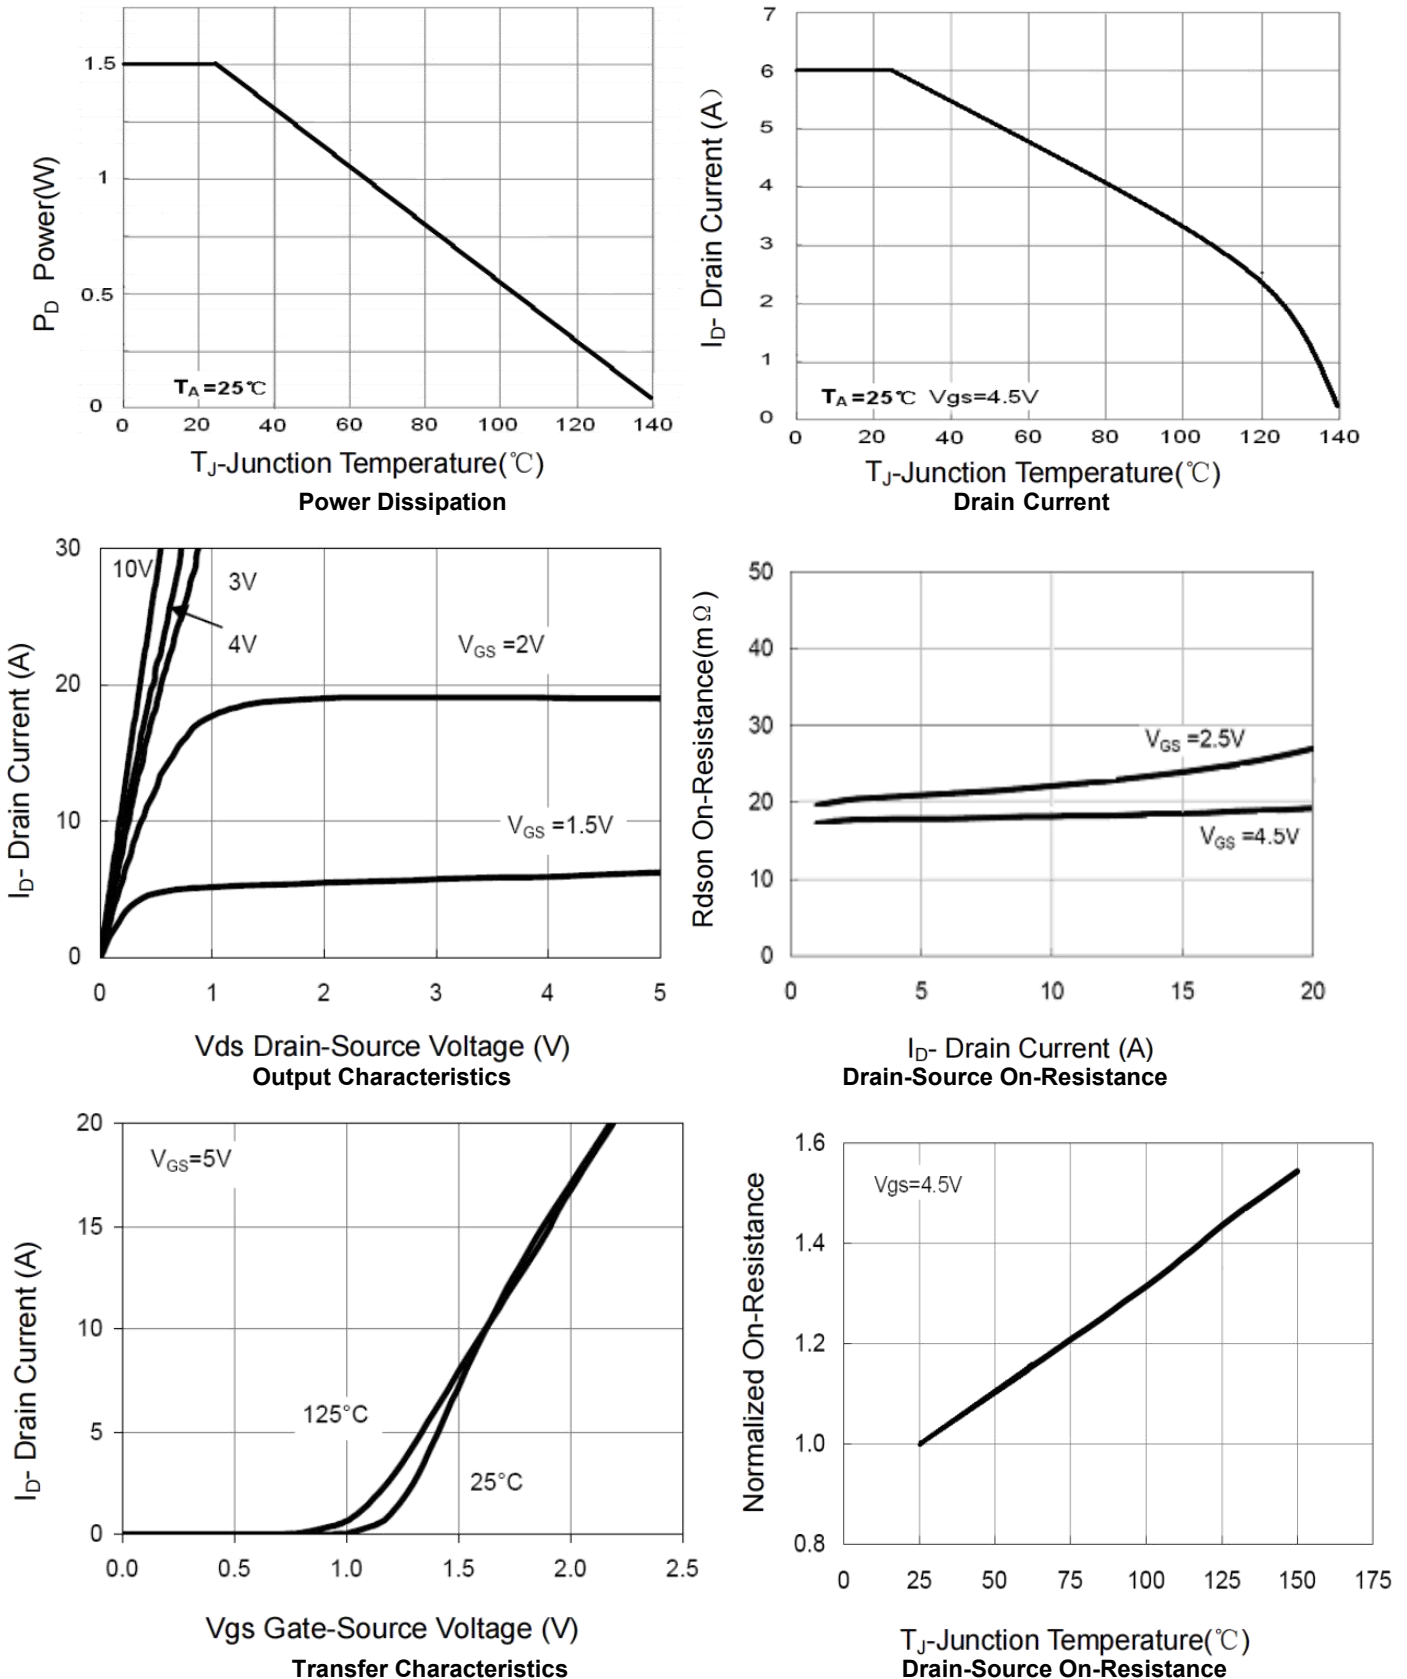 1.5
1
0.5
0
0 20 40 60 80 100 120 140
P_D Power(W)
T_A=25℃
T_J-Junction Temperature(℃)
Power Dissipation
7
6
5
4
3
2
1
0
0 20 40 60 80 100 120 140
I_D- Drain Current (A)
T_A=25℃ Vgs=4.5V
T_J-Junction Temperature(℃)
Drain Current
30
20
10
0
0 1 2 3 4 5
I_D- Drain Current (A)
10V
3V
4V
V_GS =2V
V_GS =1.5V
Vds Drain-Source Voltage (V)
Output Characteristics
50
40
30
20
10
0
0 5 10 15 20
Rdson On-Resistance(mΩ)
V_GS =2.5V
V_GS =4.5V
I_D- Drain Current (A)
Drain-Source On-Resistance
20
15
10
5
0
0.0 0.5 1.0 1.5 2.0 2.5
I_D- Drain Current (A)
V_GS=5V
125°C
25°C
Vgs Gate-Source Voltage (V)
Transfer Characteristics
1.6
1.4
1.2
1.0
0.8
0 25 50 75 100 125 150 175
Normalized On-Resistance
Vgs=4.5V
T_J-Junction Temperature(℃)
Drain-Source On-Resistance